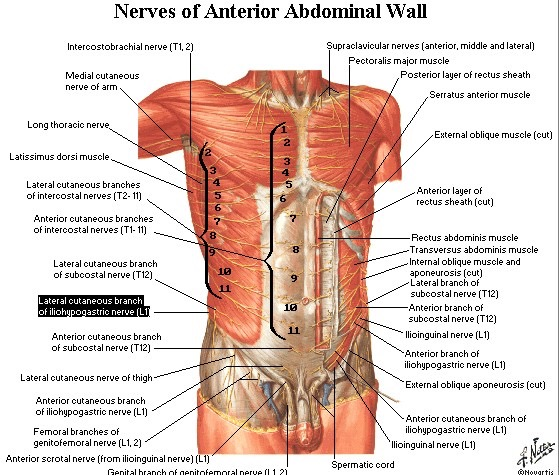 Nerves of Anterior Abdominal Wall
Intercostobrachial nerve (T1, 2)
Medial cutaneous
nerve of arm
Long thoracic nerve
Latissimus dorsi muscle
Lateral cutaneous branches
of intercostal nerves (T2-11)
Anterior cutaneous branches
of intercostal nerves (T1-11)
Lateral cutaneous branch
of subcostal nerve (T12)
Lateral cutaneous branch
of iliohypogastric nerve (L1)
Anterior cutaneous branch
of subcostal nerve (T12)
Lateral cutaneous nerve of thigh
Anterior cutaneous branch
of iliohypogastric nerve (L1)
Femoral branches of
genitofemoral nerve (L1, 2)
Anterior scrotal nerve (from ilioinguinal nerve) (L1)
Genital branch of genitofemoral nerve (L1,2)
2
3
4
5
6
7
8
9
10
11
1
2
3
4
5
6
7
8
9
10
11
Supraclavicular nerves (anterior, middle and lateral)
Pectoralis major muscle
Posterior layer of rectus sheath
Serratus anterior muscle
External oblique muscle (cut)
Anterior layer of
rectus sheath (cut)
Rectus abdominis muscle
Transversus abdominis muscle
Internal oblique muscle and
aponeurosis (cut)
Lateral branch of
subcostal nerve (T12)
Anterior branch of
subcostal nerve (T12)
Ilioinguinal nerve (L1)
Anterior branch of
iliohypogastric nerve (L1)
External oblique aponeurosis (cut)
Anterior cutaneous branch of
iliohypogastric nerve (L1)
Ilioinguinal nerve (L1)
Spermatic cord
F. Netter
©Novartis